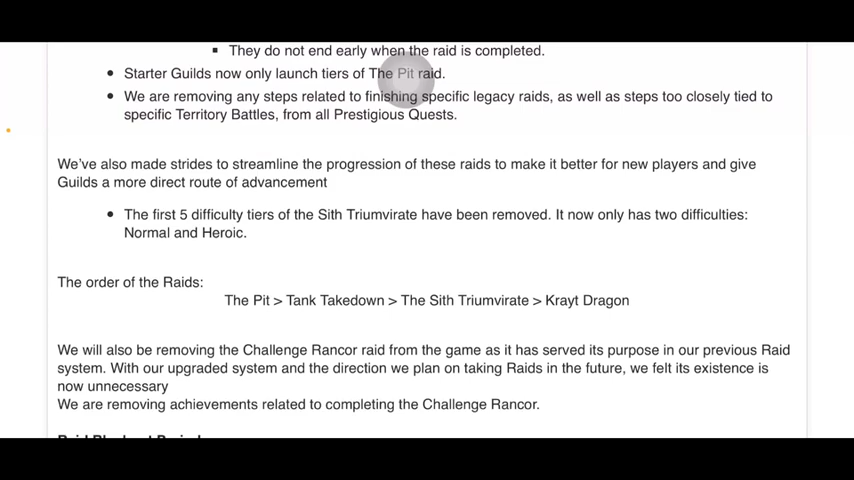 ▪ They do not end early when the raid is completed.
• Starter Guilds now only launch tiers of The Pit raid.
• We are removing any steps related to finishing specific legacy raids, as well as steps too closely tied to
specific Territory Battles, from all Prestigious Quests.
We've also made strides to streamline the progression of these raids to make it better for new players and give
Guilds a more direct route of advancement
• The first 5 difficulty tiers of the Sith Triumvirate have been removed. It now only has two difficulties:
Normal and Heroic.
The order of the Raids:
The Pit > Tank Takedown > The Sith Triumvirate > Krayt Dragon
We will also be removing the Challenge Rancor raid from the game as it has served its purpose in our previous Raid
system. With our upgraded system and the direction we plan on taking Raids in the future, we felt its existence is
now unnecessary
We are removing achievements related to completing the Challenge Rancor.